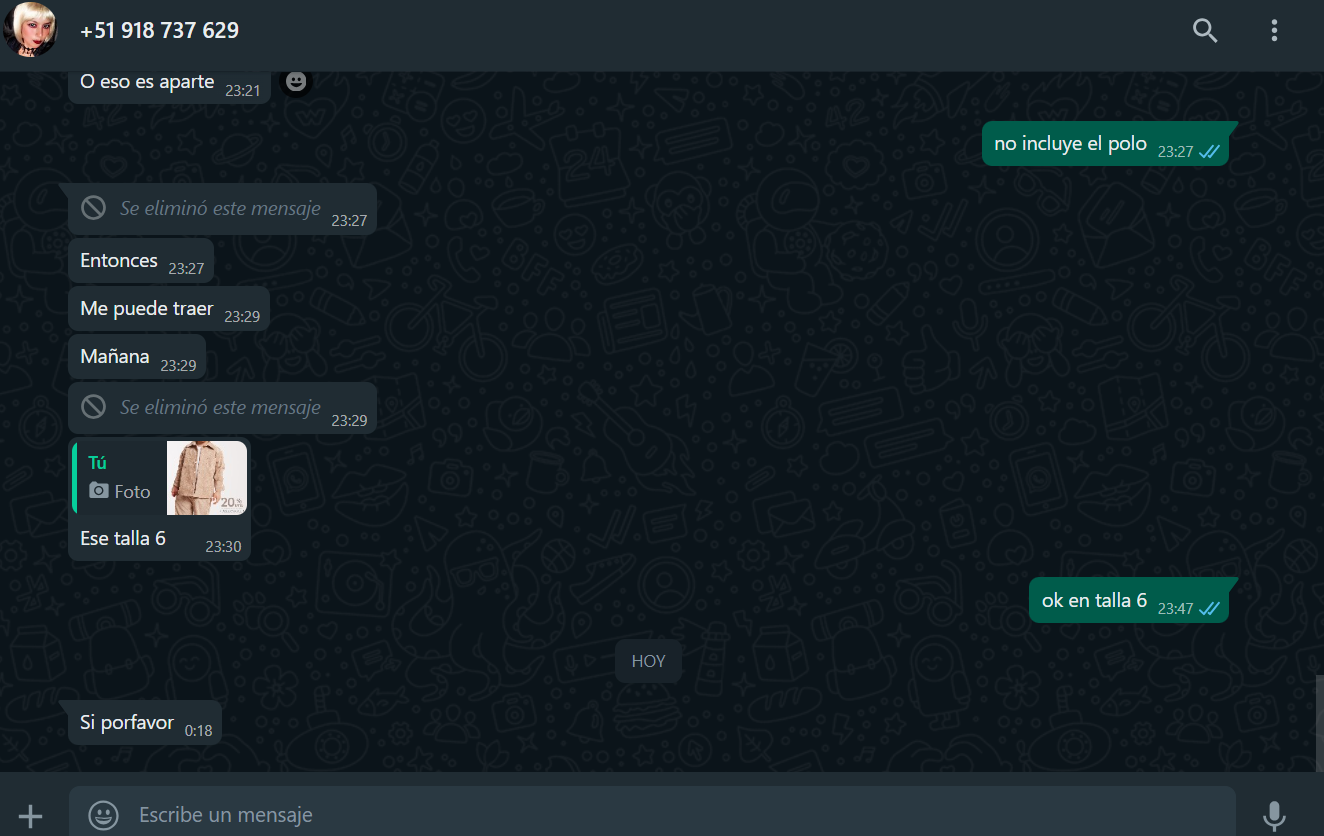 +51 918 737 629
O eso es aparte 23:21
no incluye el polo 23:27
Se eliminó este mensaje 23:27
Entonces 23:27
Me puede traer 23:29
Mañana 23:29
Se eliminó este mensaje 23:29
Tú
Foto
20.%
Ese talla 6 23:30
ok en talla 6 23:47
HOY
Si porfavor 0:18
Escribe un mensaje